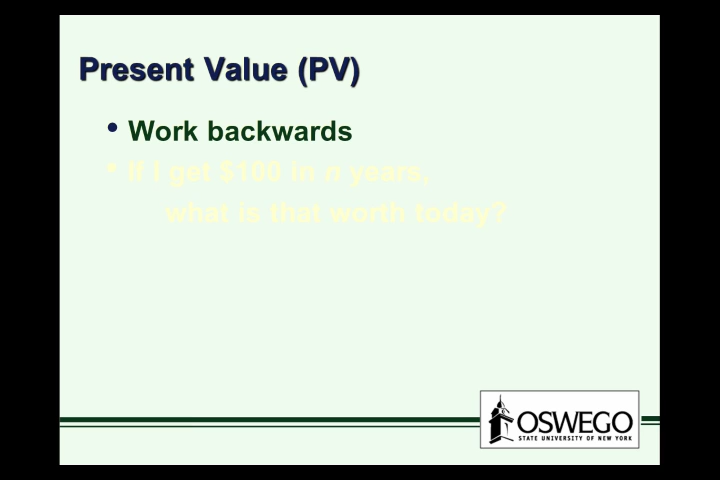 Present Value (PV)
• Work backwards
• If I get $100 in n years,
what is that worth today?
OSWEGO
STATE UNIVERSITY OF NEW YORK